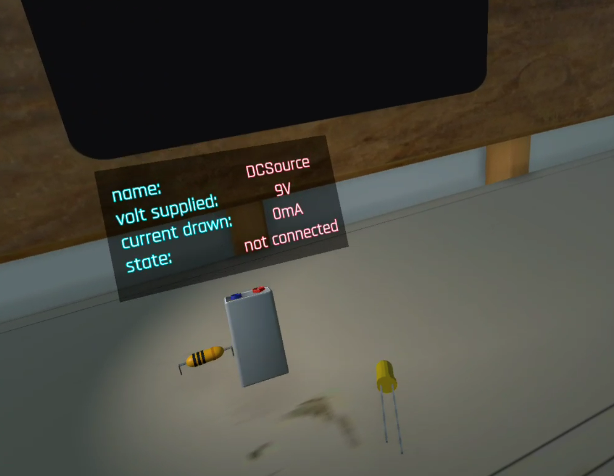 name: DCSource
volt supplied: 9V
current drawn: 0mA
state: not connected